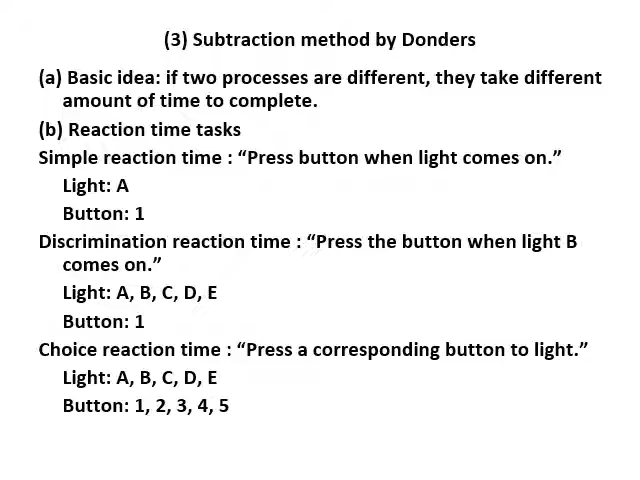 (3) Subtraction method by Donders
(a) Basic idea: if two processes are different, they take different
amount of time to complete.
(b) Reaction time tasks
Simple reaction time : “Press button when light comes on.”
Light: A
Button: 1
Discrimination reaction time : “Press the button when light B
comes on.”
Light: A, B, C, D, E
Button: 1
Choice reaction time : “Press a corresponding button to light.”
Light: A, B, C, D, E
Button: 1, 2, 3, 4, 5